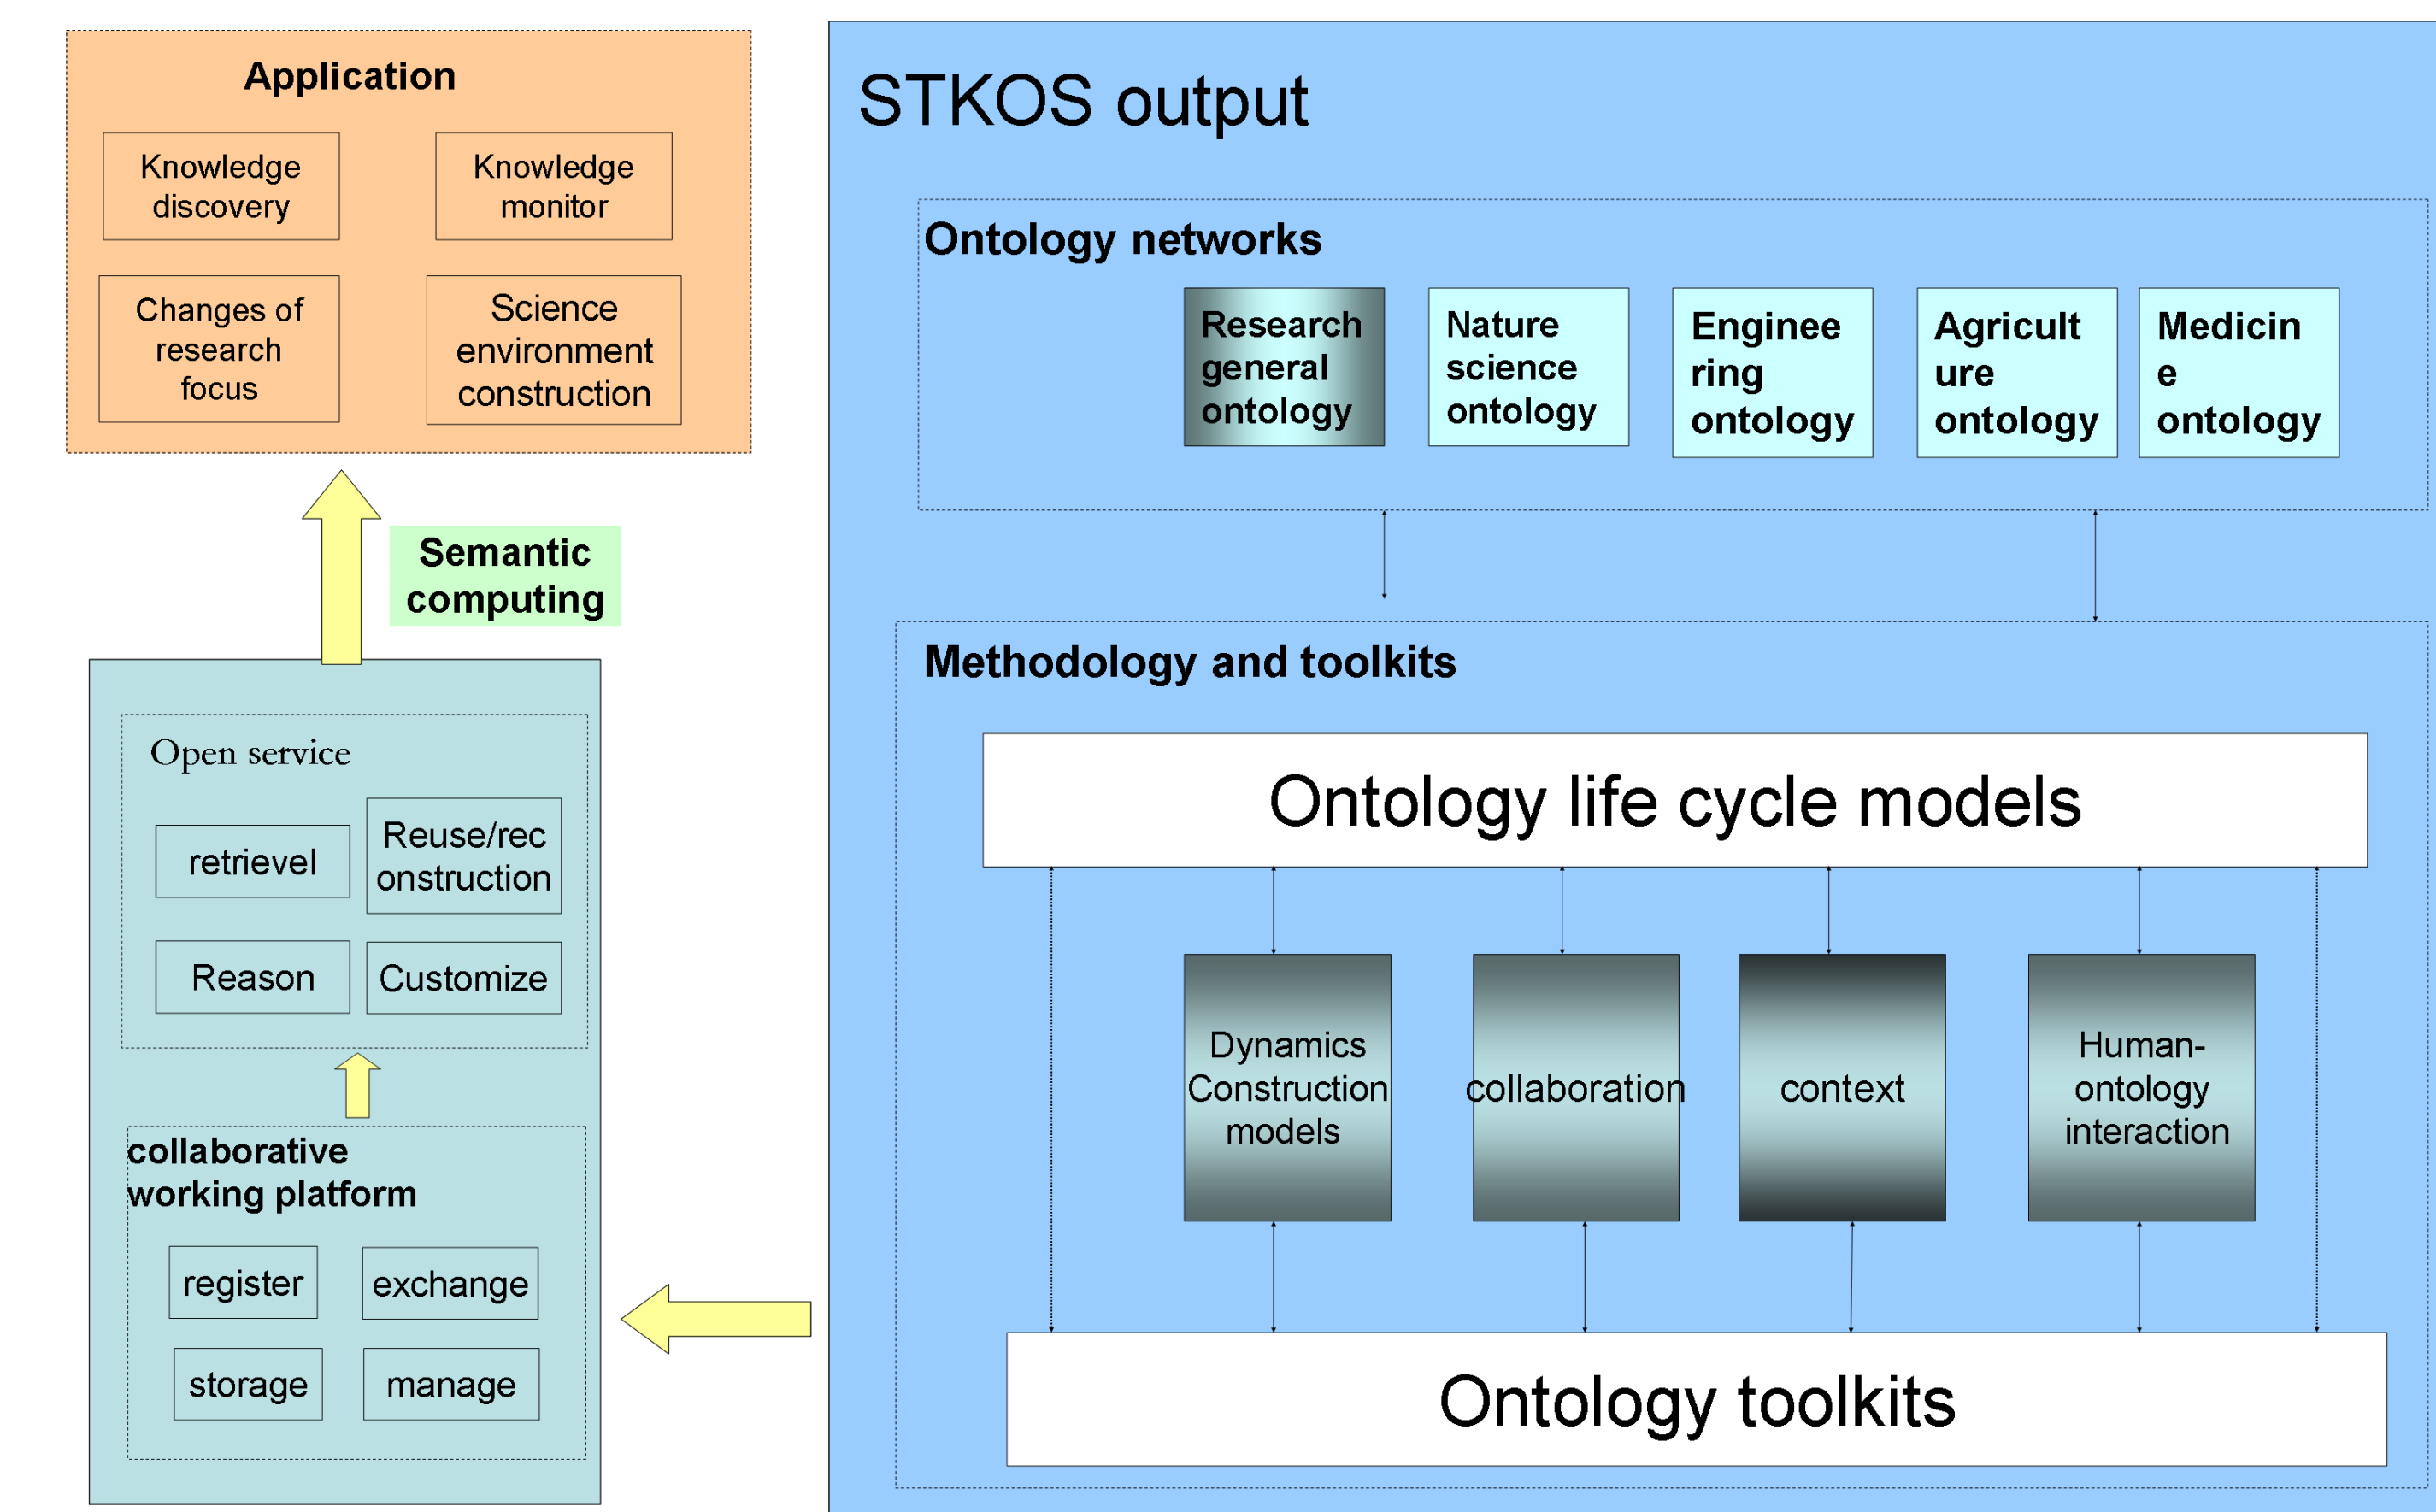 Application
Knowledge
discovery
Knowledge
monitor
Changes of
research
focus
Science
environment
construction
Semantic
computing
Open service
retrievel
Reuse/rec
onstruction
Reason
Customize
collaborative
working platform
register
exchange
storage
manage
STKOS output
Ontology networks
Research
general
ontology
Nature
science
ontology
Enginee
ring
ontology
Agricult
ure
ontology
Medicin
e
ontology
Methodology and toolkits
Ontology life cycle models
Dynamics
Construction
models
collaboration
context
Human-
ontology
interaction
Ontology toolkits